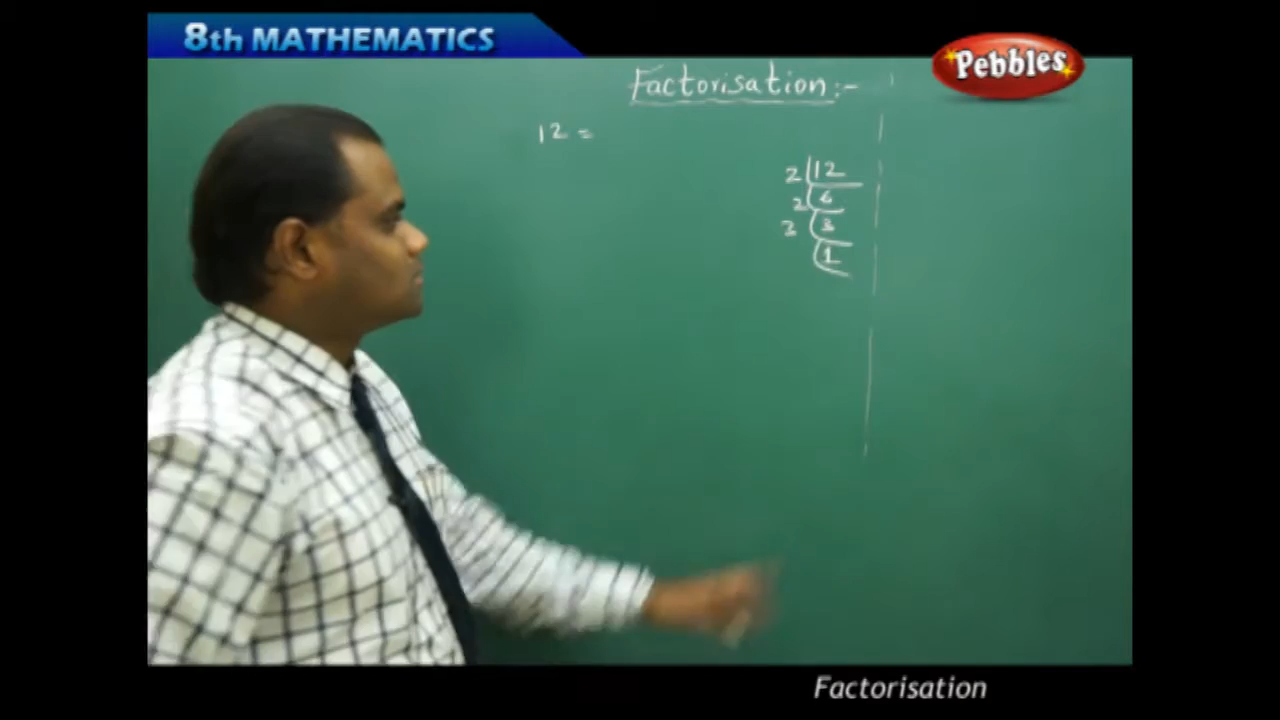 8th MATHEMATICS
Pebbles
Factorisation:-
12 =
2 12
2 6
3 3
1
Factorisation